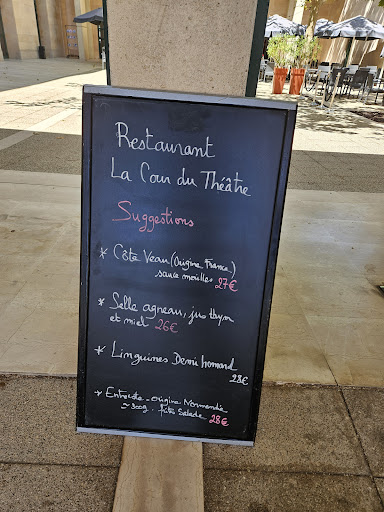 Restaurant
La Cour du Théâtre
Suggestions
* Côte Veau (Origine France)
sauce morilles 27€
* Selle agneau, jus thym
et miel 26€
* Linguines Demi homard
28€
* Entrecôte - origine Normandie
≃ 300g. frites Salade 28€